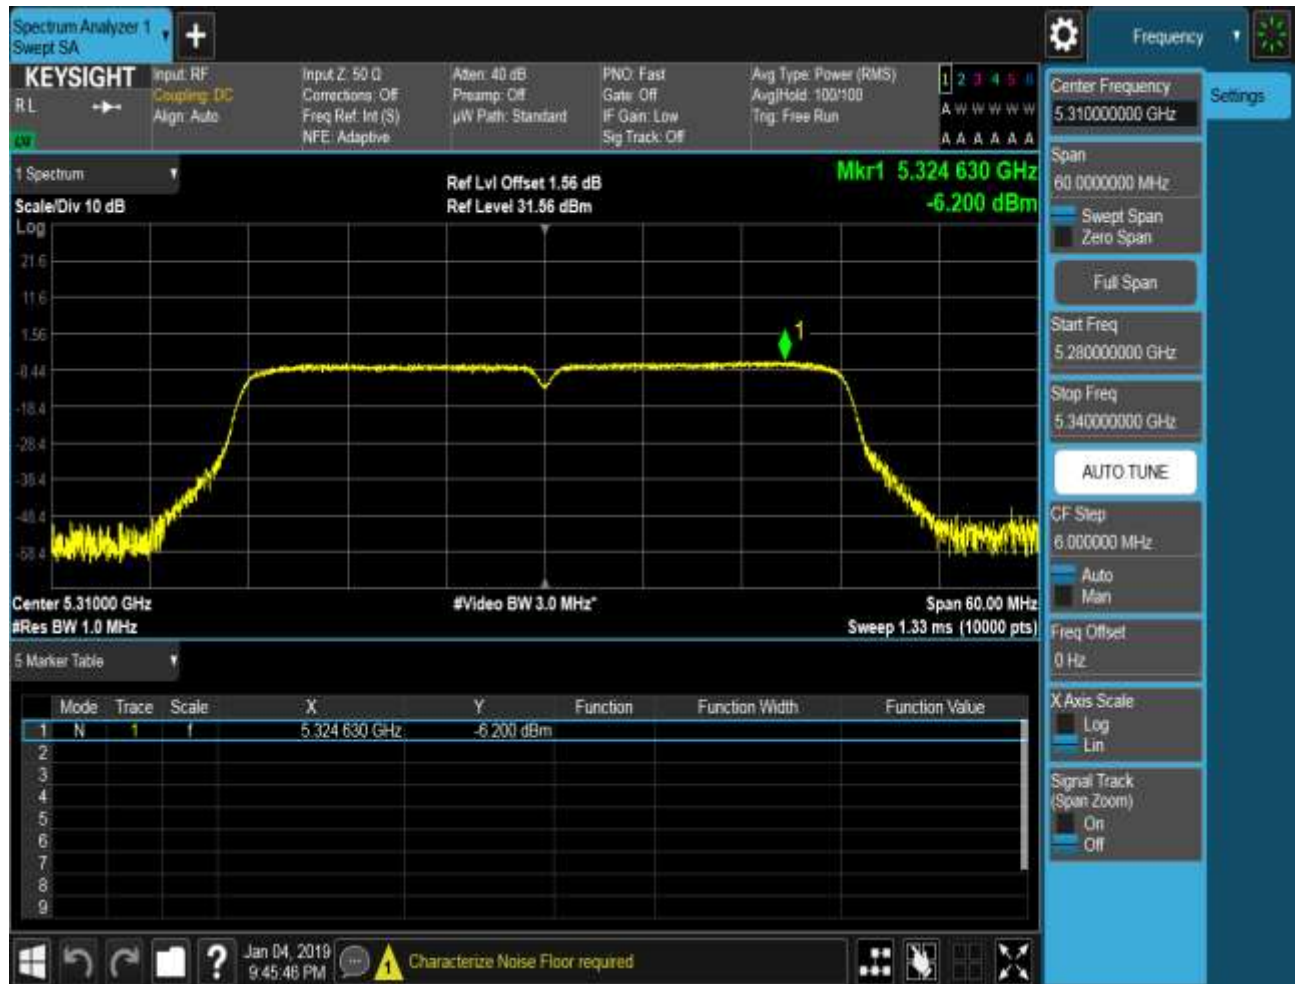 Spectrum Analyzer 1
Swept SA
Frequency
KEYSIGHT
RL
Input: RF
Coupling: DC
Align: Auto
Input Z: 50 Ω
Corrections: Off
Freq Ref: Int (S)
NFE: Adaptive
Atten: 40 dB
Preamp: Off
µW Path: Standard
PNO: Fast
Gate: Off
IF Gain: Low
Sig Track: Off
Avg Type: Power (RMS)
Avg|Hold: 100/100
Trig: Free Run
1 2 3 4 5 6
A W W W W W
A A A A A A
1 Spectrum
Scale/Div 10 dB
Ref Lvl Offset 1.56 dB
Ref Level 31.56 dBm
Mkr1 5.324 630 GHz
-6.200 dBm
Log
21.6
11.6
1.56
-8.44
-18.4
-28.4
-38.4
-48.4
-58.4
1
Center 5.31000 GHz
#Res BW 1.0 MHz
#Video BW 3.0 MHz*
Span 60.00 MHz
Sweep 1.33 ms (10000 pts)
5 Marker Table
Mode Trace Scale X Y Function Function Width Function Value
1 N 1 f 5.324 630 GHz -6.200 dBm
2
3
4
5
6
7
8
9
Center Frequency
5.310000000 GHz
Settings
Span
60.0000000 MHz
Swept Span
Zero Span
Full Span
Start Freq
5.280000000 GHz
Stop Freq
5.340000000 GHz
AUTO TUNE
CF Step
6.000000 MHz
Auto
Man
Freq Offset
0 Hz
X Axis Scale
Log
Lin
Signal Track
(Span Zoom)
On
Off
?
Jan 04, 2019
9:45:46 PM
1
Characterize Noise Floor required